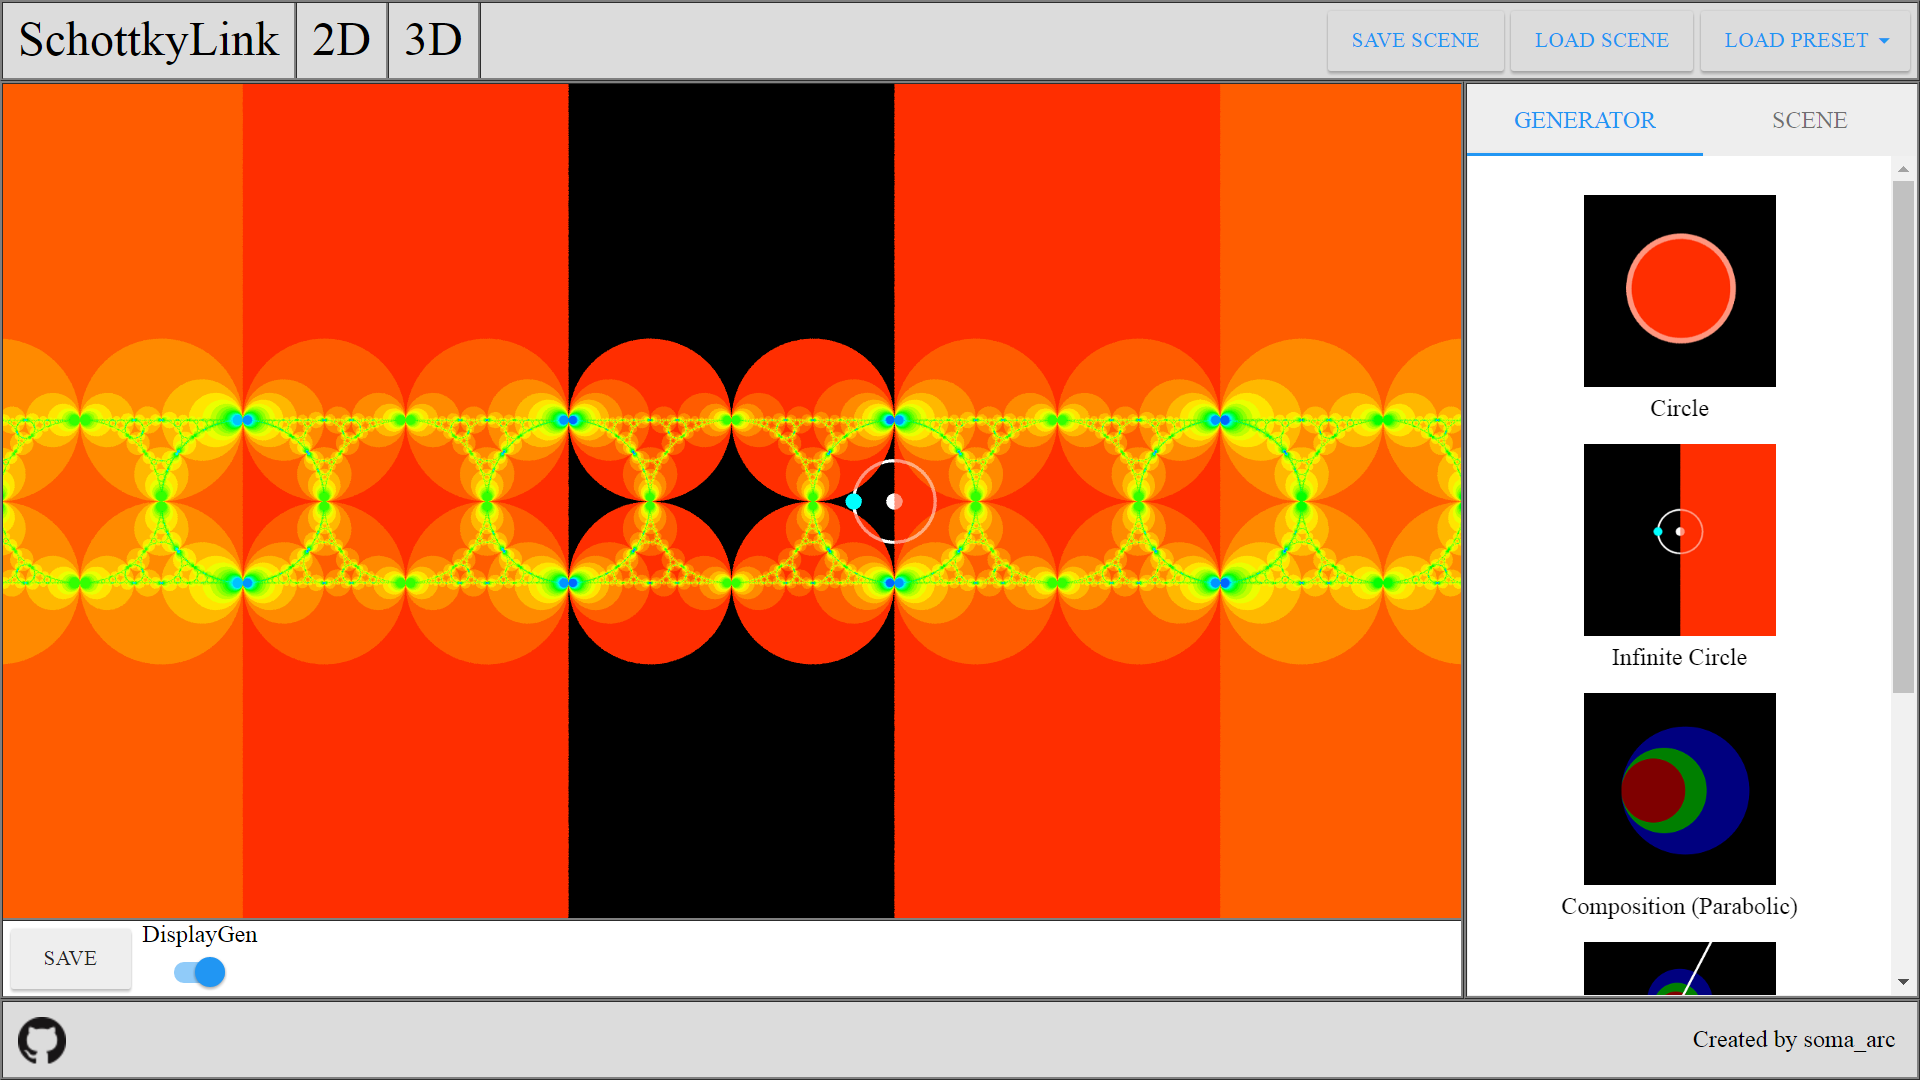 SchottkyLink 2D 3D SAVE SCENE LOAD SCENE LOAD PRESET
GENERATOR SCENE
Circle
Infinite Circle
Composition (Parabolic)
DisplayGen
SAVE
Created by soma_arc